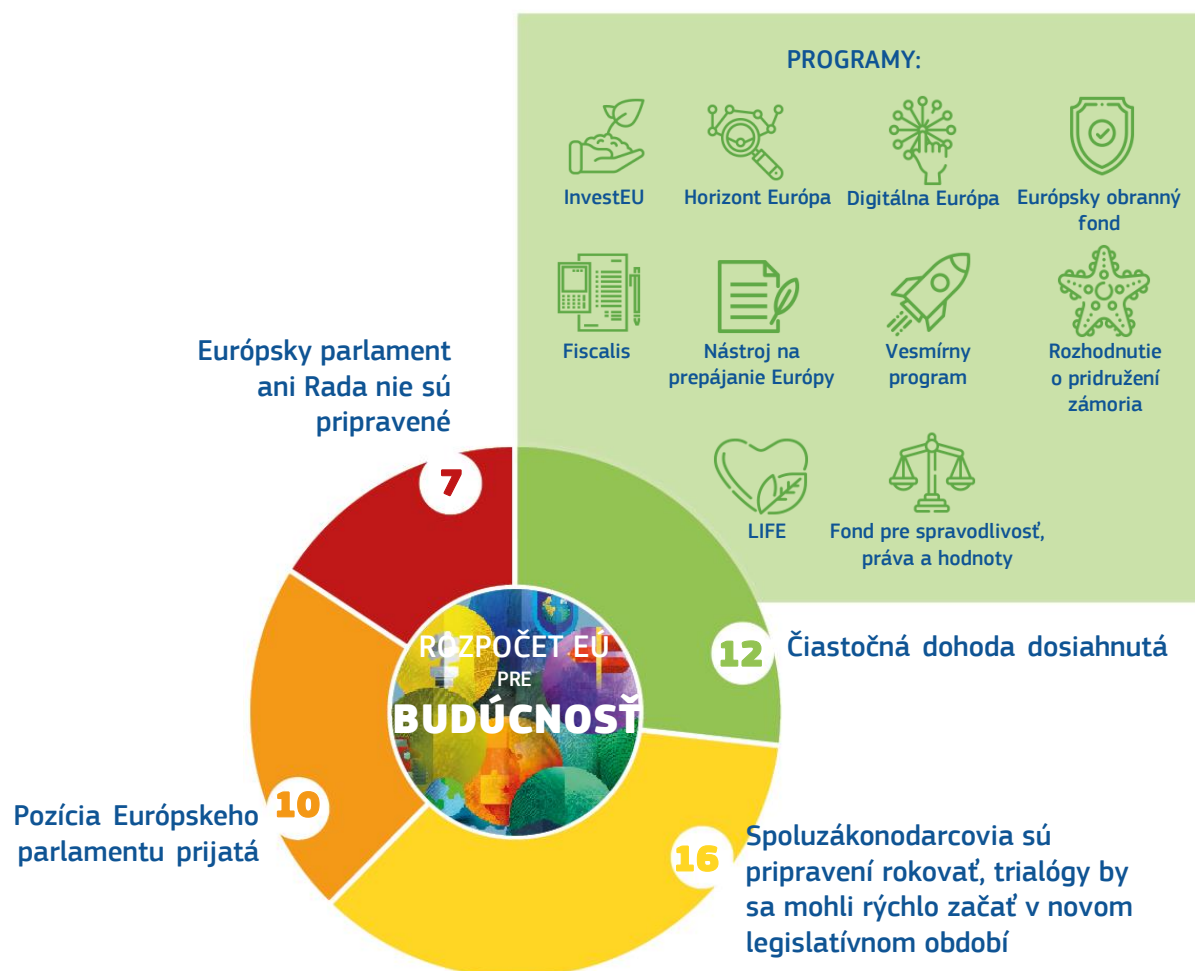 PROGRAMY:
InvestEU
Horizont Európa
Digitálna Európa
Európsky obranný
fond
Fiscalis
Nástroj na
prepájanie Európy
Vesmírny
program
Rozhodnutie
o pridružení
zámoria
LIFE
Fond pre spravodlivosť,
práva a hodnoty
Európsky parlament
ani Rada nie sú
pripravené
7
12
Čiastočná dohoda dosiahnutá
ROZPOČET EÚ
PRE
BUDÚCNOSŤ
10
Pozícia Európskeho
parlamentu prijatá
16
Spoluzákonodarcovia sú
pripravení rokovať, trialógy by
sa mohli rýchlo začať v novom
legislatívnom období